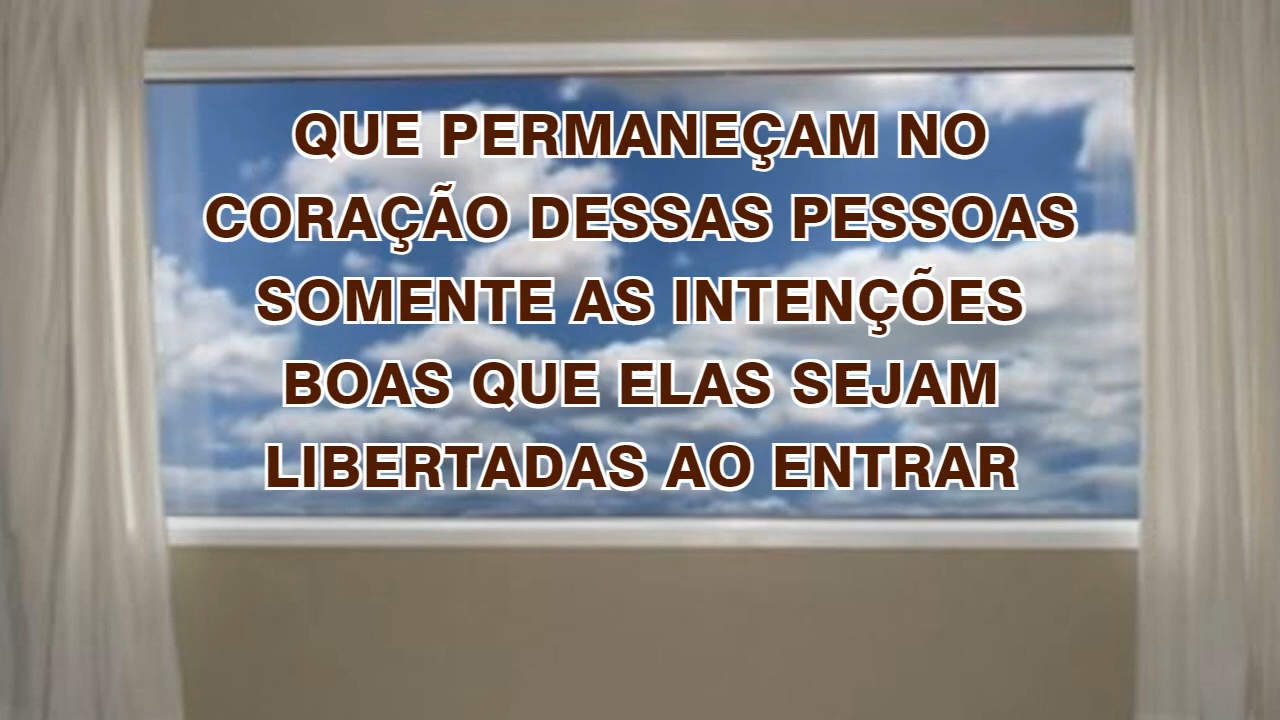 QUE PERMANEÇAM NO
CORAÇÃO DESSAS PESSOAS
SOMENTE AS INTENÇÕES
BOAS QUE ELAS SEJAM
LIBERTADAS AO ENTRAR